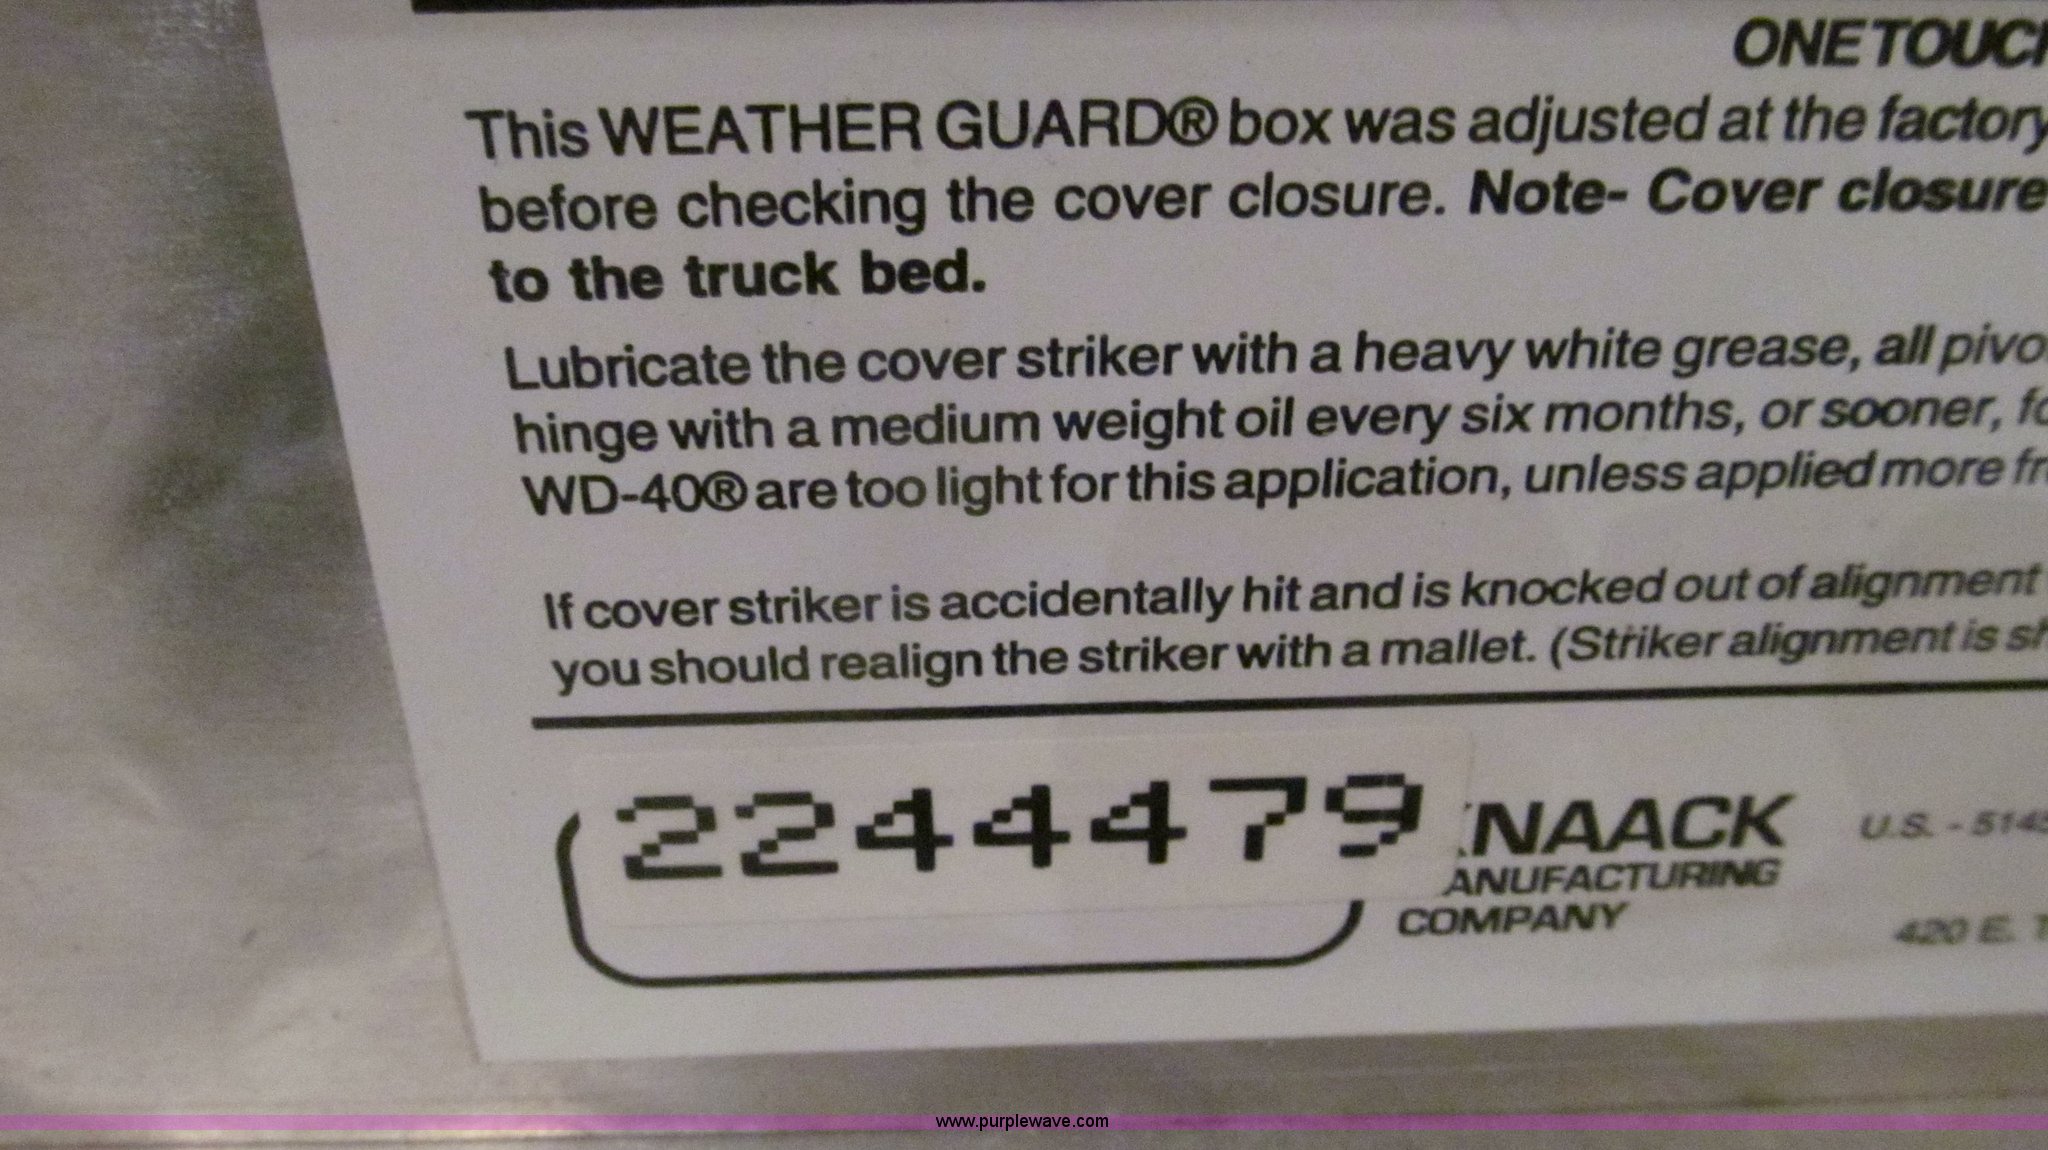 ONE TOUCH
This WEATHER GUARD® box was adjusted at the factory
before checking the cover closure. Note- Cover closure
to the truck bed.
Lubricate the cover striker with a heavy white grease, all
hinge with a medium weight oil every six months, or sooner,
WD-40® are too light for this application, unless applied more
If cover striker is accidentally hit and is knocked out of alignment
you should realign the striker with a mallet. (Striker alignment is
2244479
KNAACK
MANUFACTURING
COMPANY
U.S. -
420 E.
www.purplewave.com